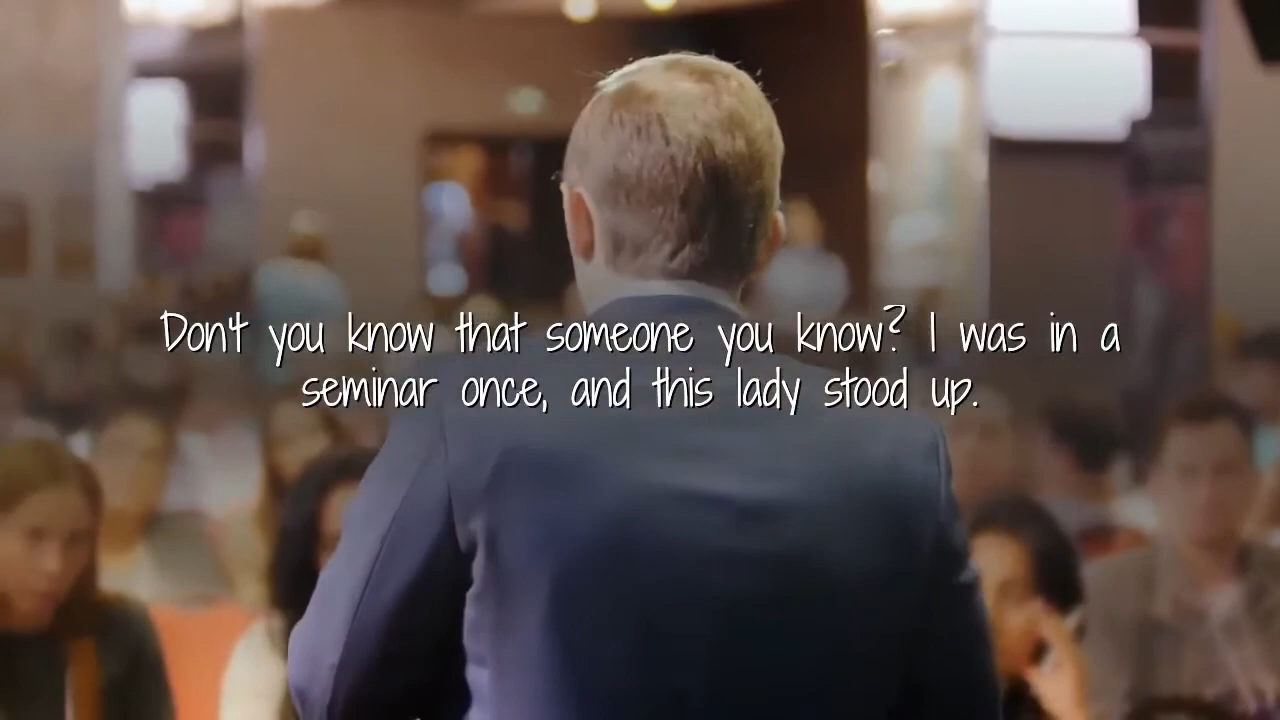 Don't you know that someone you know? I was in a
seminar once, and this lady stood up.